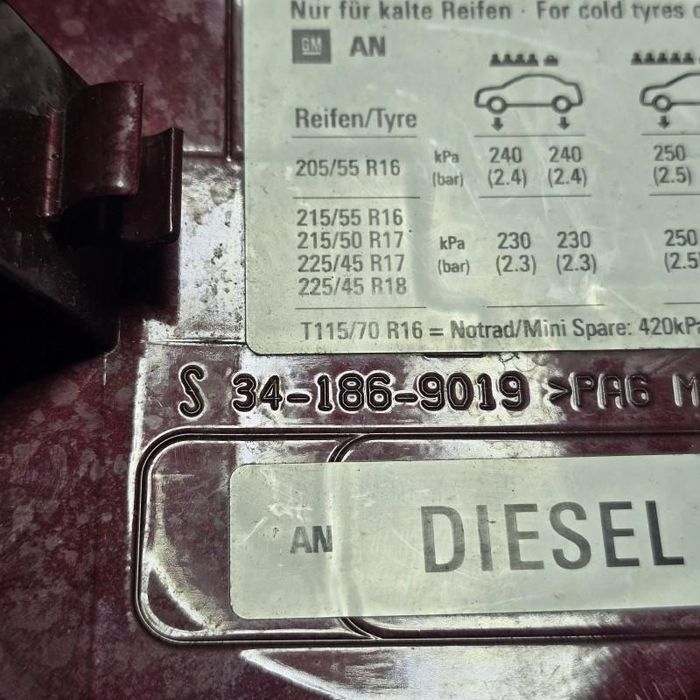 Nur für kalte Reifen · For cold tyres
GM AN
Reifen/Tyre
205/55 R16 kPa (bar) 240 (2.4) 240 (2.4) 250 (2.5)
215/55 R16
215/50 R17 kPa 230 230 250
225/45 R17 (bar) (2.3) (2.3) (2.5
225/45 R18
T115/70 R16 = Notrad/Mini Spare: 420kP
S 34-186-9019 >PA6 M
AN DIESEL